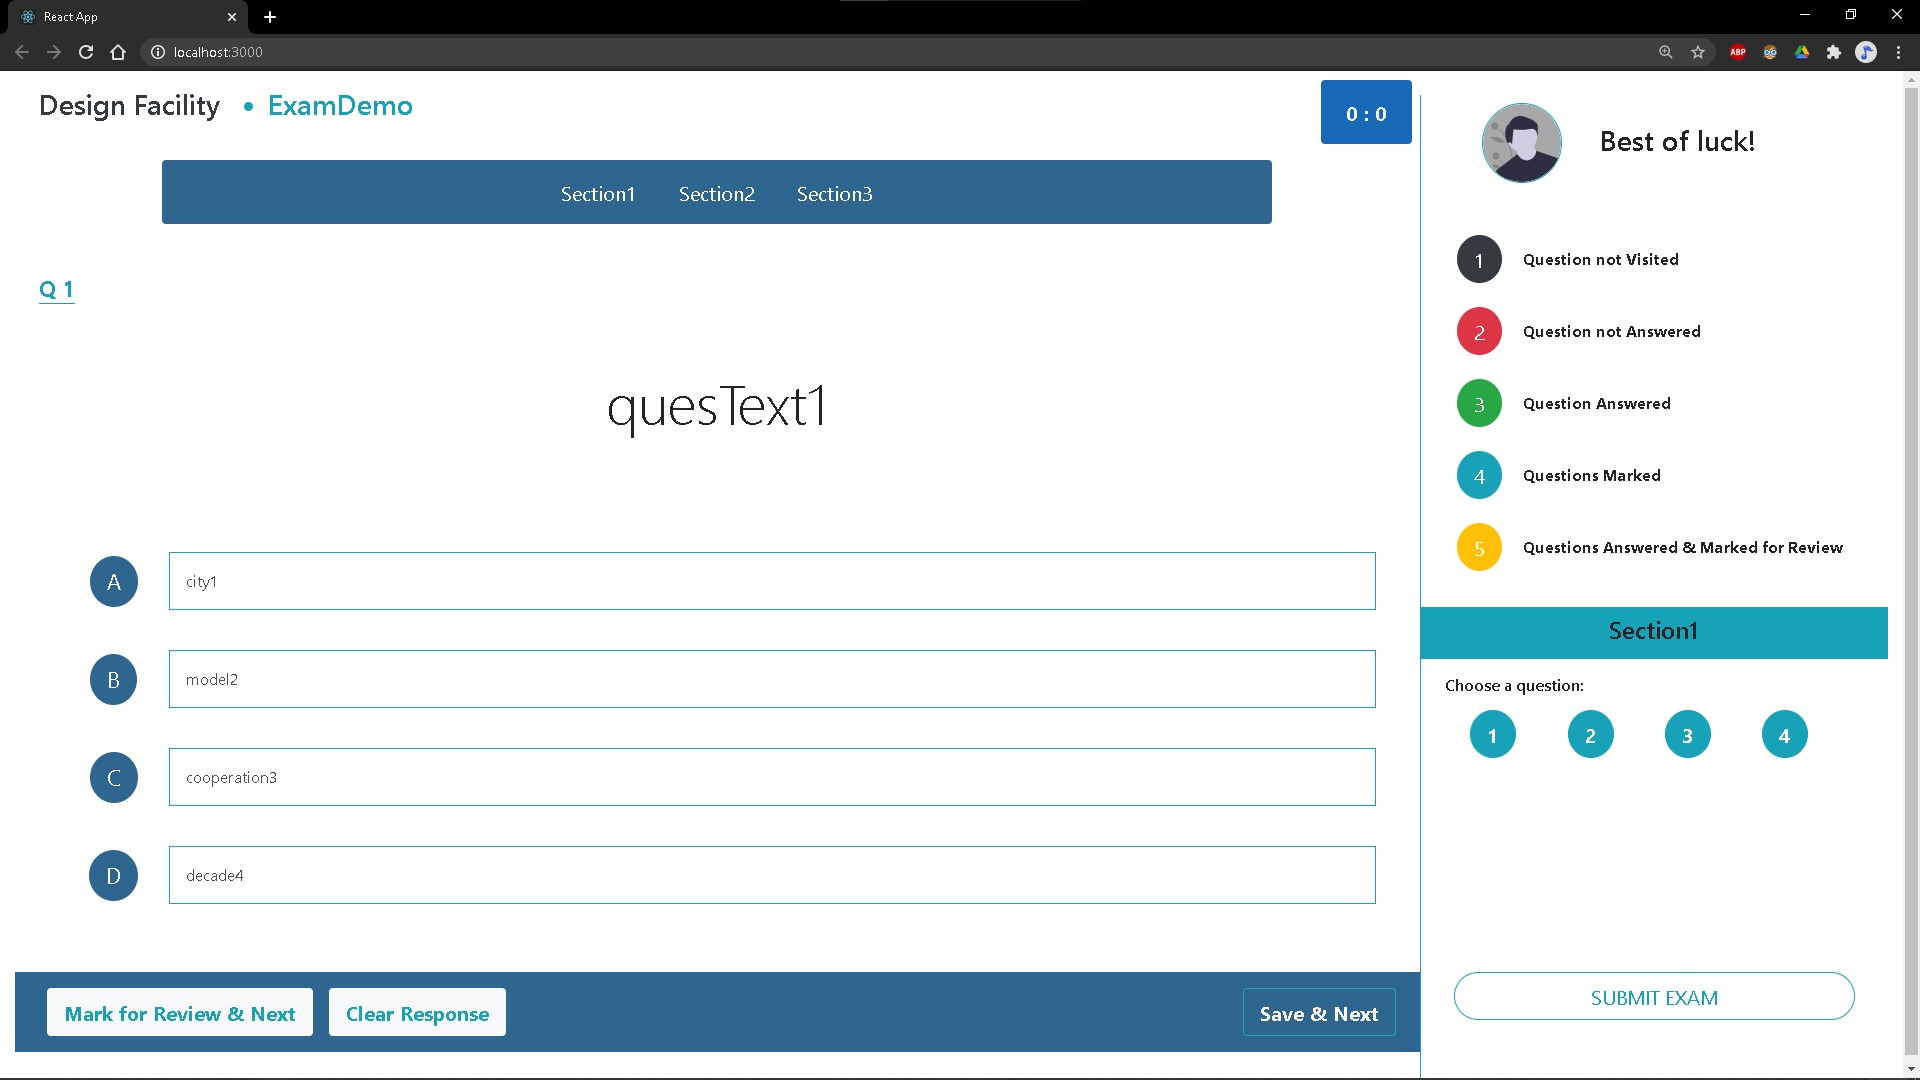 React App
localhost:3000
ABP
Design Facility • ExamDemo
0 : 0
Section1 Section2 Section3
Q 1
quesText1
A city1
B model2
C cooperation3
D decade4
Mark for Review & Next Clear Response Save & Next
Best of luck!
1 Question not Visited
2 Question not Answered
3 Question Answered
4 Questions Marked
5 Questions Answered & Marked for Review
Section1
Choose a question:
1 2 3 4
SUBMIT EXAM